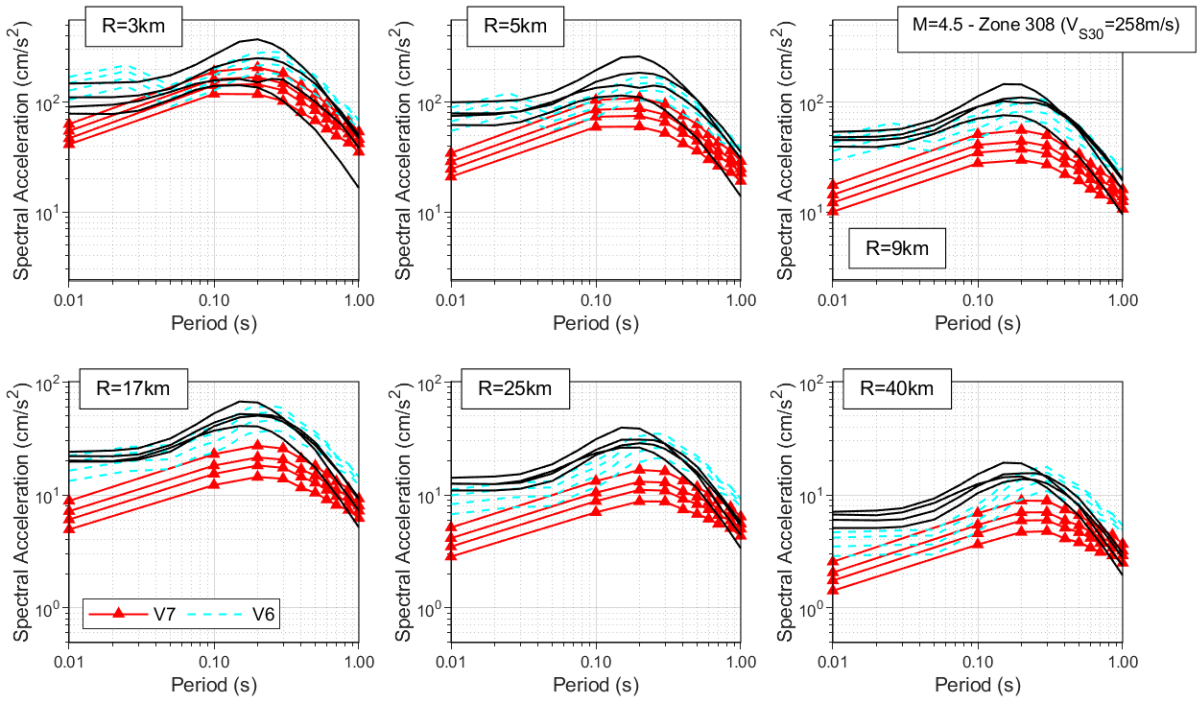 R=3km
R=5km
M=4.5 - Zone 308 (V_S30=258m/s)
Spectral Acceleration (cm/s²)
10²
10¹
0.01
0.10
1.00
Period (s)
Spectral Acceleration (cm/s²)
10²
10¹
0.01
0.10
1.00
Period (s)
Spectral Acceleration (cm/s²)
10²
10¹
R=9km
0.01
0.10
1.00
Period (s)
R=17km
R=25km
R=40km
Spectral Acceleration (cm/s²)
10²
10¹
10⁰
V7
V6
0.01
0.10
1.00
Period (s)
Spectral Acceleration (cm/s²)
10²
10¹
10⁰
0.01
0.10
1.00
Period (s)
Spectral Acceleration (cm/s²)
10²
10¹
10⁰
0.01
0.10
1.00
Period (s)